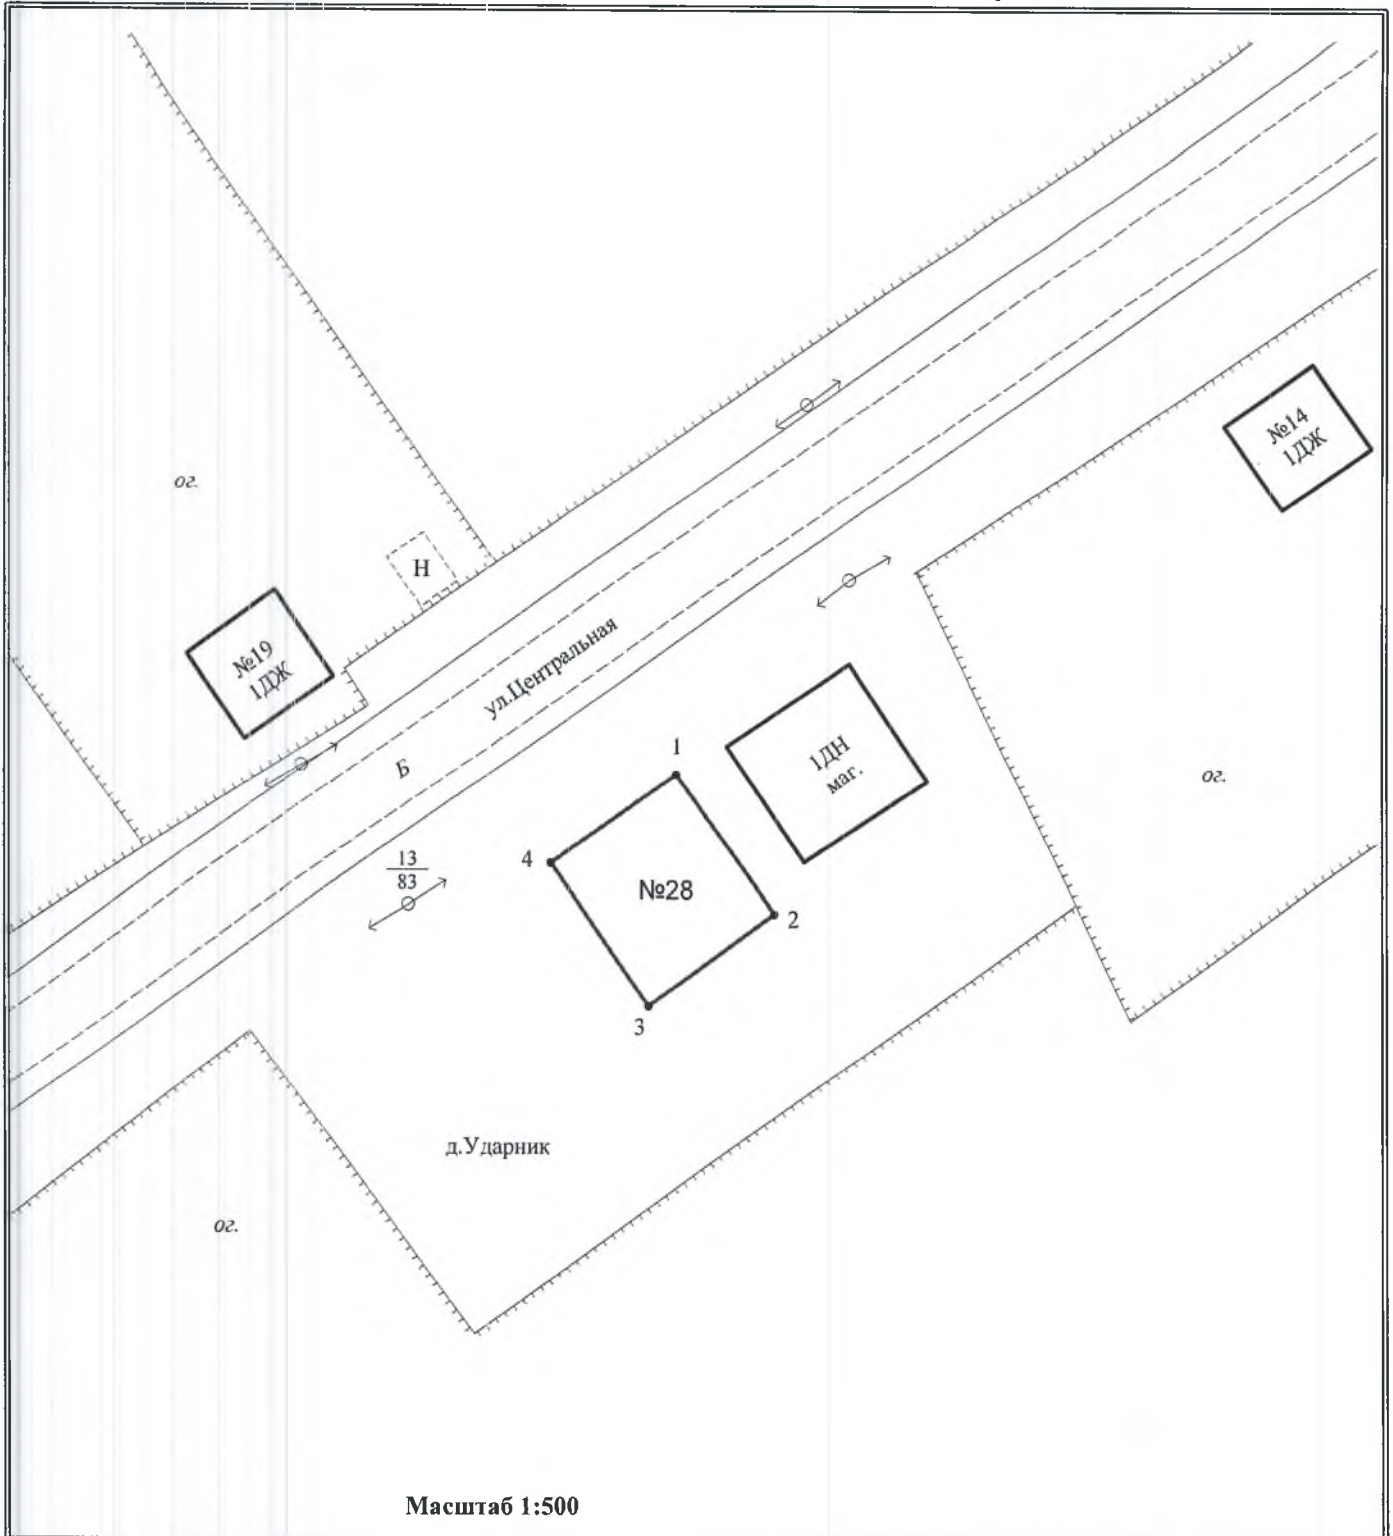 №14
1ДЖ
ог.
Н
№19
1ДЖ
ул.Центральная
Б
1
1ДН
маг.
ог.
4
13
83
№28
2
3
д.Ударник
ог.
Масштаб 1:500